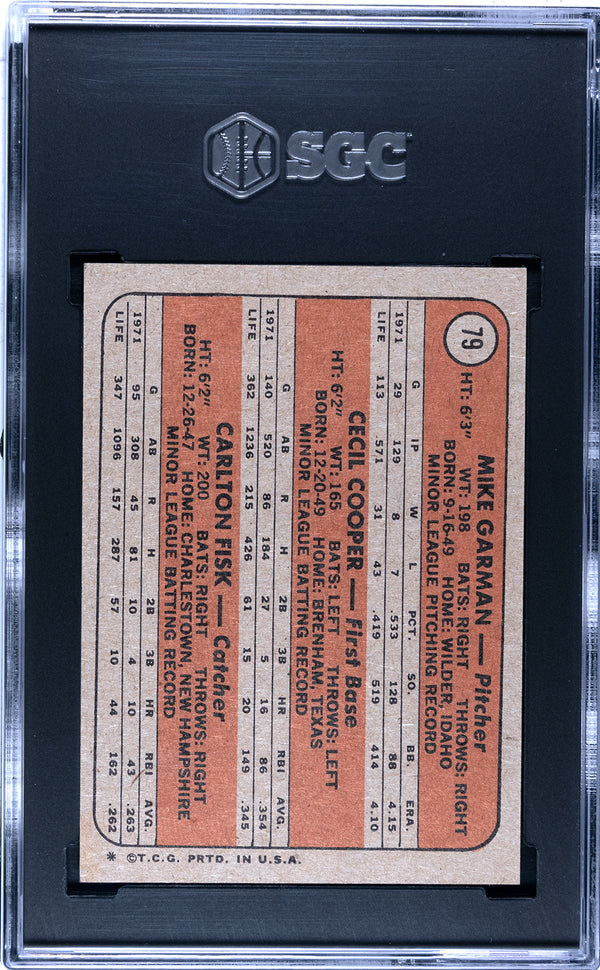 SGC
79
MIKE GARMAN — Pitcher
HT: 6'3" WT: 198 BATS: RIGHT THROWS: RIGHT
BORN: 9-16-49 HOME: WILDER, IDAHO
MINOR LEAGUE PITCHING RECORD
G IP W L PCT. SO. BB. ERA.
1971 29 129 8 7 .533 128 88 4.15
LIFE 113 571 31 43 .419 519 414 4.10
CECIL COOPER — First Base
HT: 6'2" WT: 165 BATS: LEFT THROWS: LEFT
BORN: 12-20-49 HOME: BRENHAM, TEXAS
MINOR LEAGUE BATTING RECORD
G AB R H 2B 3B HR RBI AVG.
1971 140 520 86 184 27 5 16 86 .354
LIFE 362 1236 215 426 61 15 20 149 .345
CARLTON FISK — Catcher
HT: 6'2" WT: 200 BATS: RIGHT THROWS: RIGHT
BORN: 12-26-47 HOME: CHARLESTOWN, NEW HAMPSHIRE
MINOR LEAGUE BATTING RECORD
G AB R H 2B 3B HR RBI AVG.
1971 95 308 45 81 10 4 10 43 .263
LIFE 347 1096 157 287 57 10 44 162 .262
* ©T.C.G. PRTD. IN U.S.A.